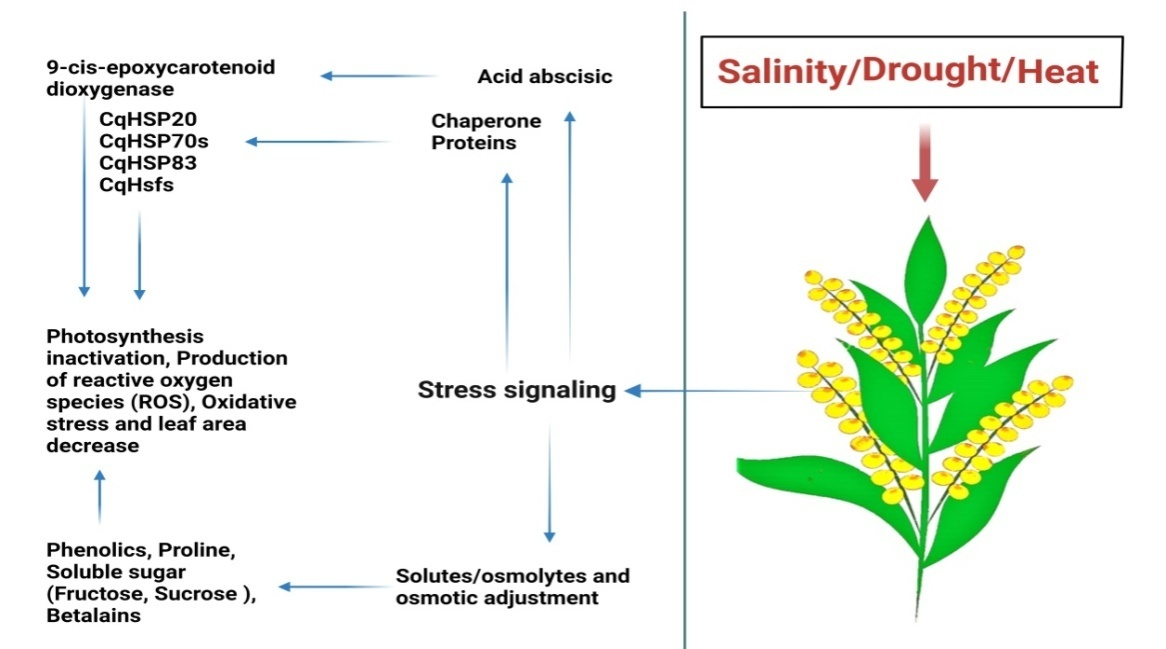 Salinity/Drought/Heat
9-cis-epoxycarotenoid
dioxygenase
Acid abscisic
CqHSP20
CqHSP70s
CqHSP83
CqHsfs
Chaperone
Proteins
Photosynthesis
inactivation, Production
of reactive oxygen
species (ROS), Oxidative
stress and leaf area
decrease
Stress signaling
Phenolics, Proline,
Soluble sugar
(Fructose, Sucrose ),
Betalains
Solutes/osmolytes and
osmotic adjustment